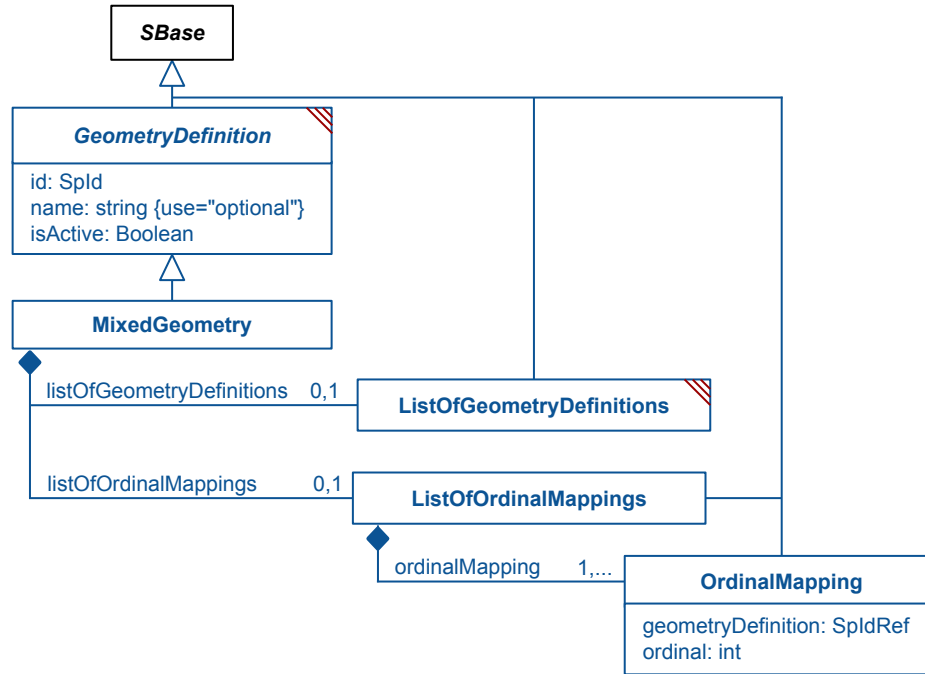 SBase
GeometryDefinition
id: SpId
name: string {use="optional"}
isActive: Boolean
MixedGeometry
listOfGeometryDefinitions 0,1
ListOfGeometryDefinitions
listOfOrdinalMappings 0,1
ListOfOrdinalMappings
ordinalMapping 1,...
OrdinalMapping
geometryDefinition: SpIdRef
ordinal: int